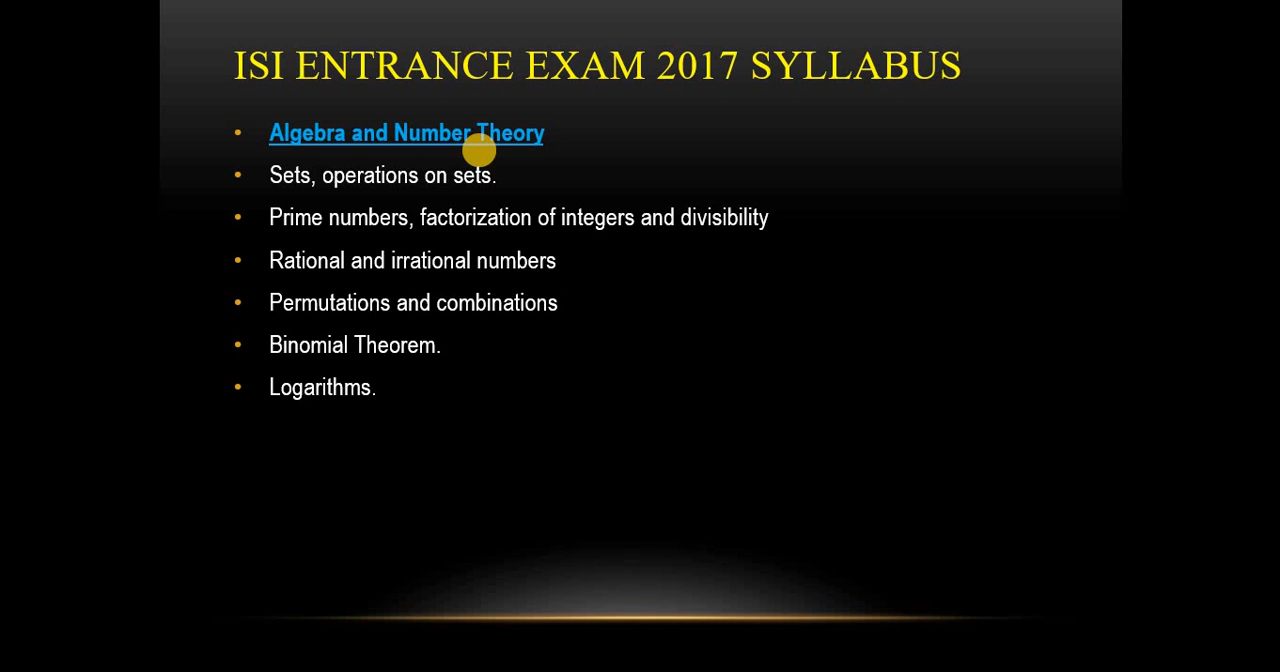 ISI ENTRANCE EXAM 2017 SYLLABUS
• Algebra and Number Theory
• Sets, operations on sets.
• Prime numbers, factorization of integers and divisibility
• Rational and irrational numbers
• Permutations and combinations
• Binomial Theorem.
• Logarithms.